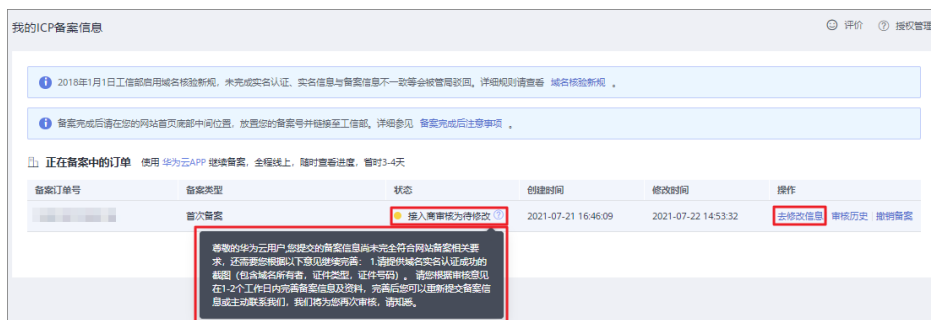 我的ICP备案信息 评价 授权管理
2018年1月1日工信部启用域名核验新规，未完成实名认证、实名信息与备案信息不一致等会被管局驳回。详细规则请查看 域名核验新规 。
备案完成后请在您的网站首页底部中间位置，放置您的备案号并链接至工信部。详细参见 备案完成后注意事项 。
正在备案中的订单 使用 华为云APP 继续备案，全程线上，随时查看进度，暂时3-4天
备案订单号 备案类型 状态 创建时间 修改时间 操作
首次备案 接入商审核为待修改 2021-07-21 16:46:09 2021-07-22 14:53:32 去修改信息 审核历史 撤销备案
尊敬的华为云用户,您提交的备案信息尚未完全符合网站备案相关要
求，还需要您根据以下意见继续完善： 1.请提供域名实名认证成功的
截图（包含域名所有者，证件类型，证件号码）。 请您根据审核意见
在1-2个工作日内完善备案信息及资料，完善后您可以重新提交备案信
息或主动联系我们，我们将为您再次审核，请知悉。